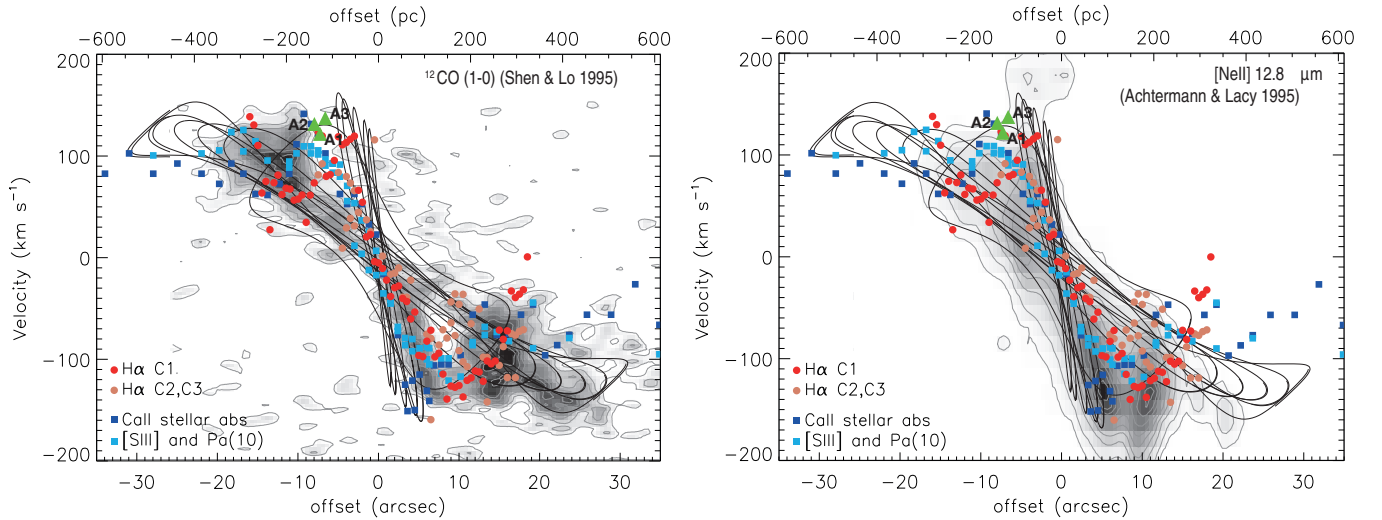 offset (pc)
−600 −400 −200 0 200 400 600
200
100
0
−100
−200
Velocity (km s⁻¹)
¹²CO (1-0) (Shen & Lo 1995)
A3
A2
A1
Hα C1.
Hα C2,C3
CaII stellar abs
[SIII] and Pa(10)
−30 −20 −10 0 10 20 30
offset (arcsec)
offset (pc)
−600 −400 −200 0 200 400 600
200
100
0
−100
−200
Velocity (km s⁻¹)
[NeII] 12.8 μm
(Achtermann & Lacy 1995)
A3
A2
A1
Hα C1
Hα C2,C3
CaII stellar abs
[SIII] and Pa(10)
−30 −20 −10 0 10 20 30
offset (arcsec)